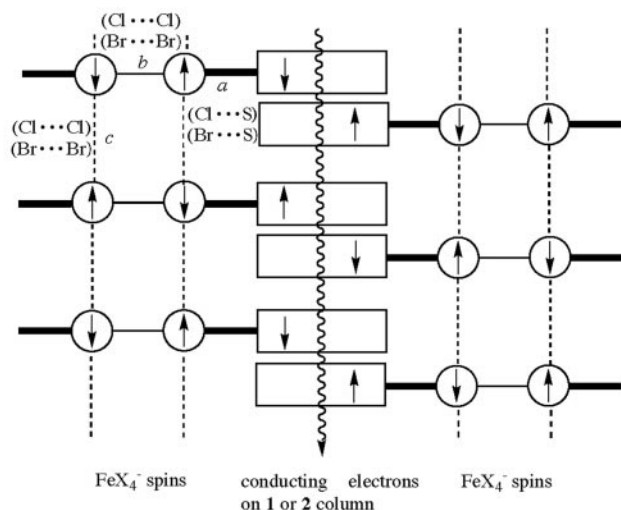 (Cl···Cl)
(Br···Br)
b
a
(Cl···S)
(Br···S)
(Cl···Cl)
(Br···Br)
c
FeX₄⁻ spins
conducting electrons
on 1 or 2 column
FeX₄⁻ spins